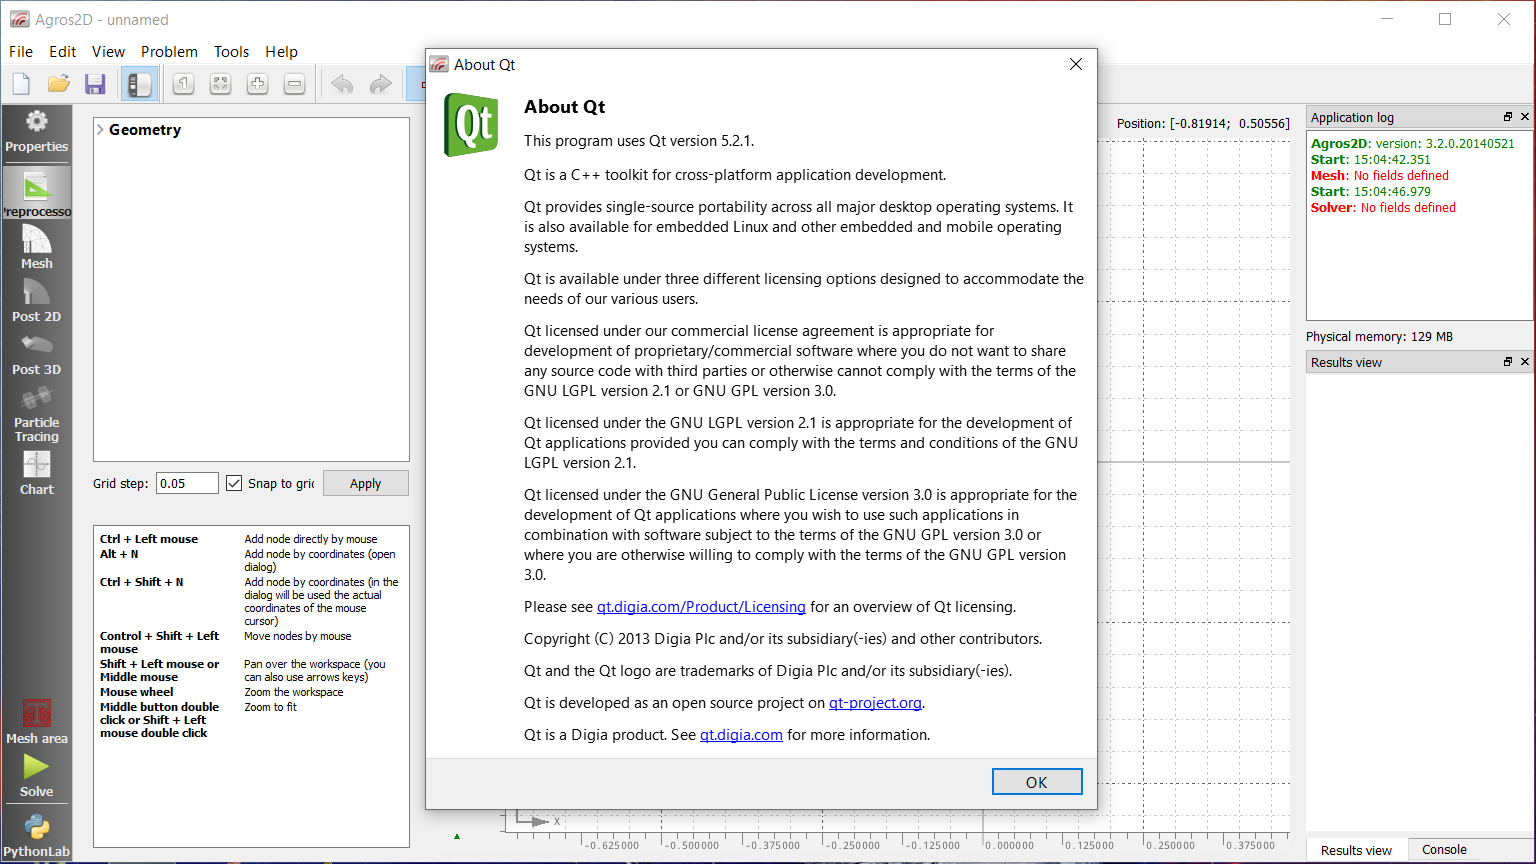 Agros2D - unnamed
File Edit View Problem Tools Help
1
Properties
Preprocesso
Mesh
Post 2D
Post 3D
Particle
Tracing
Chart
Mesh area
Solve
PythonLab
Geometry
Grid step: 0.05 Snap to grid Apply
Ctrl + Left mouse Add node directly by mouse
Alt + N Add node by coordinates (open
dialog)
Ctrl + Shift + N Add node by coordinates (in the
dialog will be used the actual
coordinates of the mouse
cursor)
Control + Shift + Left Move nodes by mouse
mouse
Shift + Left mouse or Pan over the workspace (you
Middle mouse can also use arrows keys)
Mouse wheel Zoom the workspace
Middle button double Zoom to fit
click or Shift + Left
mouse double click
About Qt
Qt
About Qt
This program uses Qt version 5.2.1.
Qt is a C++ toolkit for cross-platform application development.
Qt provides single-source portability across all major desktop operating systems. It
is also available for embedded Linux and other embedded and mobile operating
systems.
Qt is available under three different licensing options designed to accommodate the
needs of our various users.
Qt licensed under our commercial license agreement is appropriate for
development of proprietary/commercial software where you do not want to share
any source code with third parties or otherwise cannot comply with the terms of the
GNU LGPL version 2.1 or GNU GPL version 3.0.
Qt licensed under the GNU LGPL version 2.1 is appropriate for the development of
Qt applications provided you can comply with the terms and conditions of the GNU
LGPL version 2.1.
Qt licensed under the GNU General Public License version 3.0 is appropriate for the
development of Qt applications where you wish to use such applications in
combination with software subject to the terms of the GNU GPL version 3.0 or
where you are otherwise willing to comply with the terms of the GNU GPL version
3.0.
Please see qt.digia.com/Product/Licensing for an overview of Qt licensing.
Copyright (C) 2013 Digia Plc and/or its subsidiary(-ies) and other contributors.
Qt and the Qt logo are trademarks of Digia Plc and/or its subsidiary(-ies).
Qt is developed as an open source project on qt-project.org.
Qt is a Digia product. See qt.digia.com for more information.
OK
Position: [-0.81914; 0.50556]
X
-0.625000 -0.500000 -0.375000 -0.250000 -0.125000 0.000000 0.125000 0.250000 0.375000
Application log
Agros2D: version: 3.2.0.20140521
Start: 15:04:42.351
Mesh: No fields defined
Start: 15:04:46.979
Solver: No fields defined
Physical memory: 129 MB
Results view
Results view Console